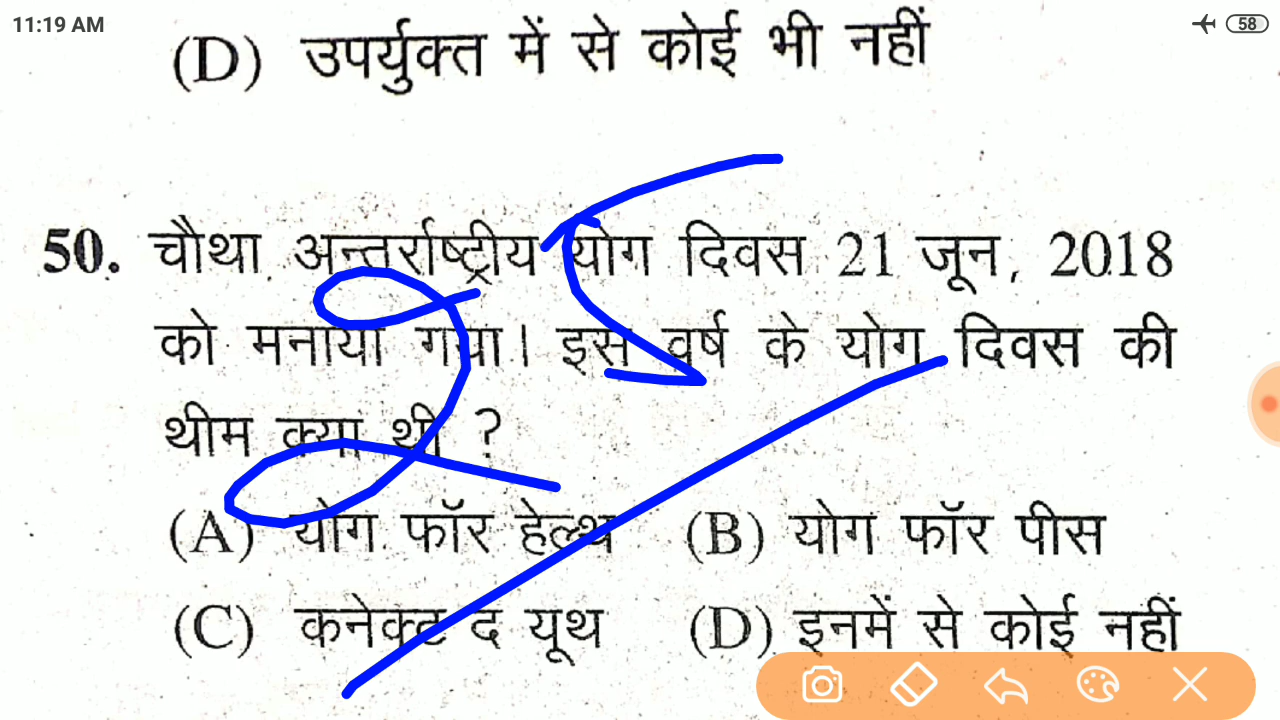 11:19 AM 58
(D) उपर्युक्त में से कोई भी नहीं
50. चौथा अन्तर्राष्ट्रीय योग दिवस 21 जून, 2018
को मनाया गया। इस वर्ष के योग दिवस की
थीम क्या थी ?
(A) योग फॉर हेल्थ (B) योग फॉर पीस
(C) कनेक्ट द यूथ (D) इनमें से कोई नहीं